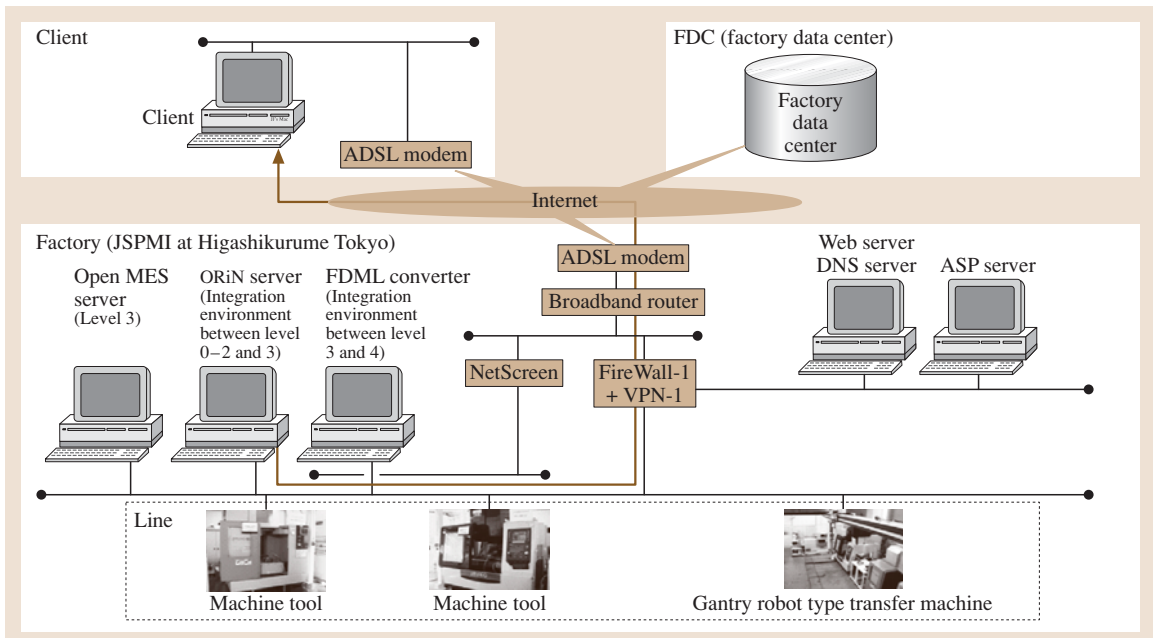 Client
FDC (factory data center)
Client
It's Mac
ADSL modem
Factory
data
center
Internet
Factory (JSPMI at Higashikurume Tokyo)
Open MES
server
(Level 3)
ORiN server
(Integration
environment
between level
0–2 and 3)
FDML converter
(Integration
environment
between level
3 and 4)
ADSL modem
Broadband router
NetScreen
FireWall-1
+ VPN-1
Web server
DNS server
ASP server
Line
Machine tool
Machine tool
Gantry robot type transfer machine